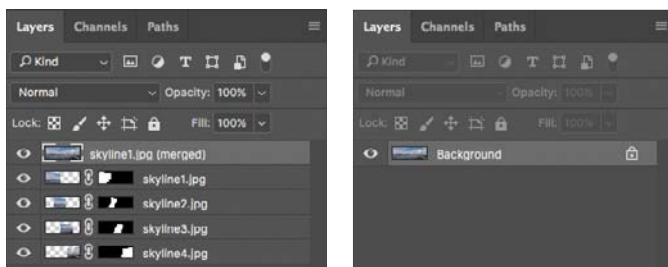 Layers Channels Paths
Kind
Normal Opacity: 100%
Lock: Fill: 100%
skyline1.jpg (merged)
skyline1.jpg
skyline2.jpg
skyline3.jpg
skyline4.jpg
Layers Channels Paths
Kind
Normal Opacity: 100%
Lock: Fill: 100%
Background